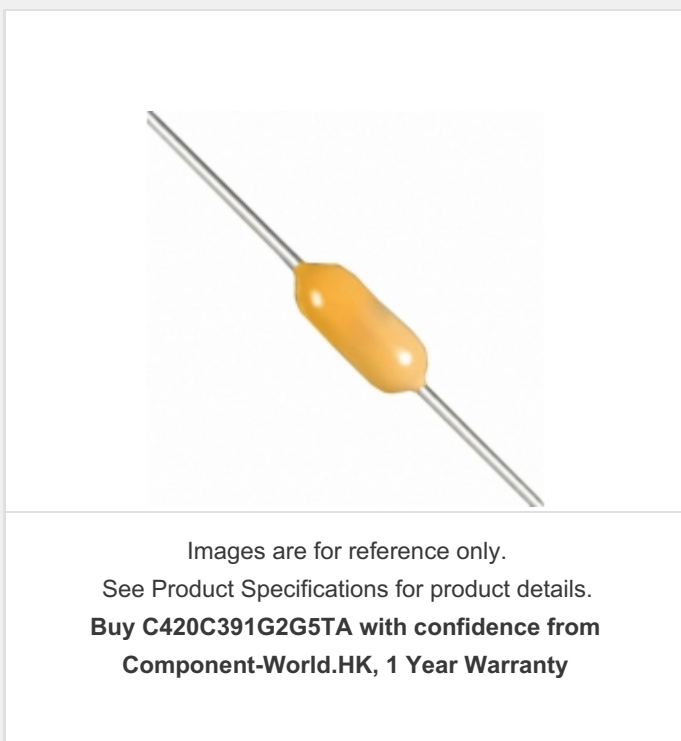 Images are for reference only.
See Product Specifications for product details.
Buy C420C391G2G5TA with confidence from
Component-World.HK, 1 Year Warranty